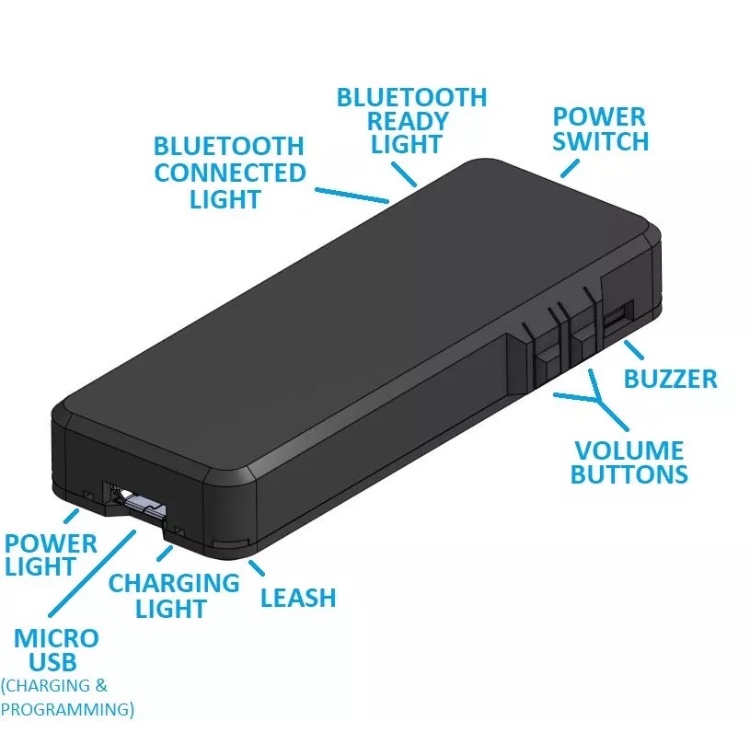 BLUETOOTH
READY
LIGHT
POWER
SWITCH
BLUETOOTH
CONNECTED
LIGHT
BUZZER
VOLUME
BUTTONS
POWER
LIGHT
CHARGING
LIGHT
LEASH
MICRO
USB
(CHARGING &
PROGRAMMING)